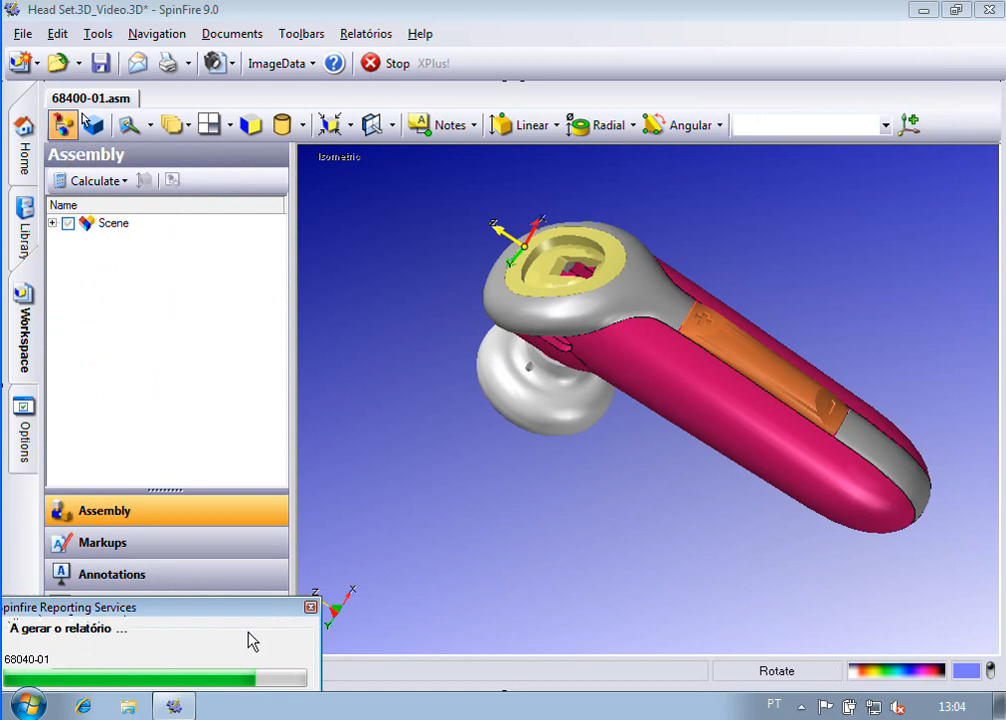 Head Set.3D_Video.3D* - SpinFire 9.0
File Edit Tools Navigation Documents Toolbars Relatórios Help
ImageData Stop XPlus!
68400-01.asm
Notes Linear Radial Angular
Home
Library
Workspace
Options
Assembly
Calculate
Name
Scene
Assembly
Markups
Annotations
Isometric
Z X
Y
Z X
Y
pinfire Reporting Services
A gerar o relatório ...
68040-01
Rotate
PT 13:04